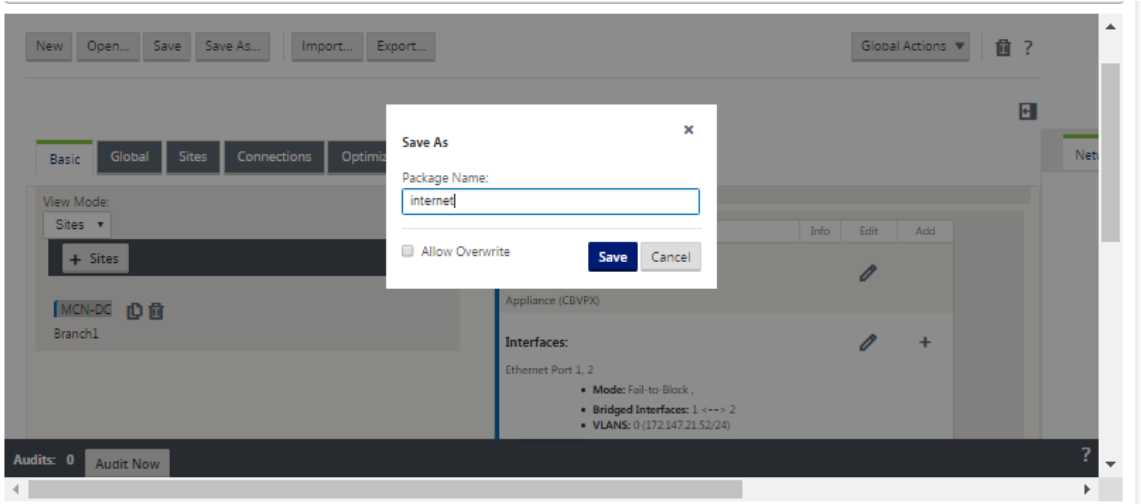 New Open... Save Save As... Import... Export... Global Actions ▼ ?
Basic Global Sites Connections Optimiz
Net
View Mode:
Sites ▾
+ Sites
MCN-DC
Branch1
Save As ×
Package Name:
internet
Allow Overwrite Save Cancel
Info Edit Add
Appliance (CBVPX)
Interfaces: +
Ethernet Port 1, 2
• Mode: Fail-to-Block ,
• Bridged Interfaces: 1 <--> 2
• VLANS: 0 (172.147.21.52/24)
Audits: 0 Audit Now ?